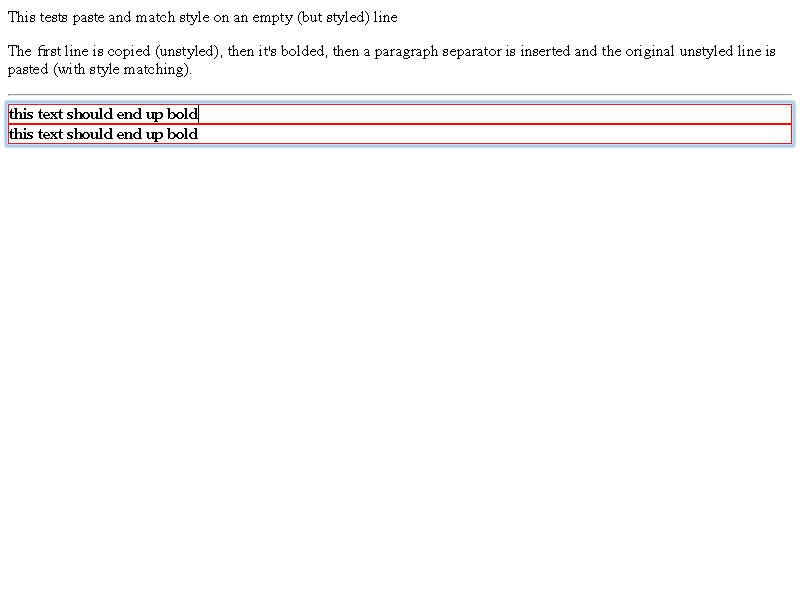 This tests paste and match style on an empty (but styled) line
The first line is copied (unstyled), then it's bolded, then a paragraph separator is inserted and the original unstyled line is
pasted (with style matching).
this text should end up bold
this text should end up bold